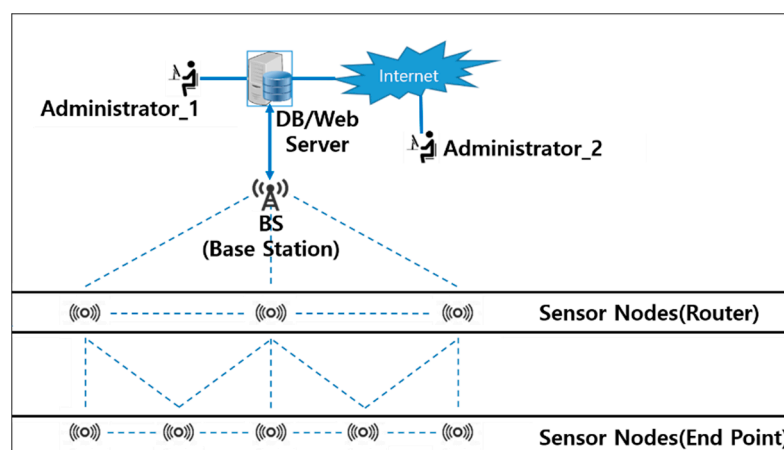 Internet
Administrator_1
DB/Web
Server
Administrator_2
BS
(Base Station)
Sensor Nodes(Router)
Sensor Nodes(End Point)